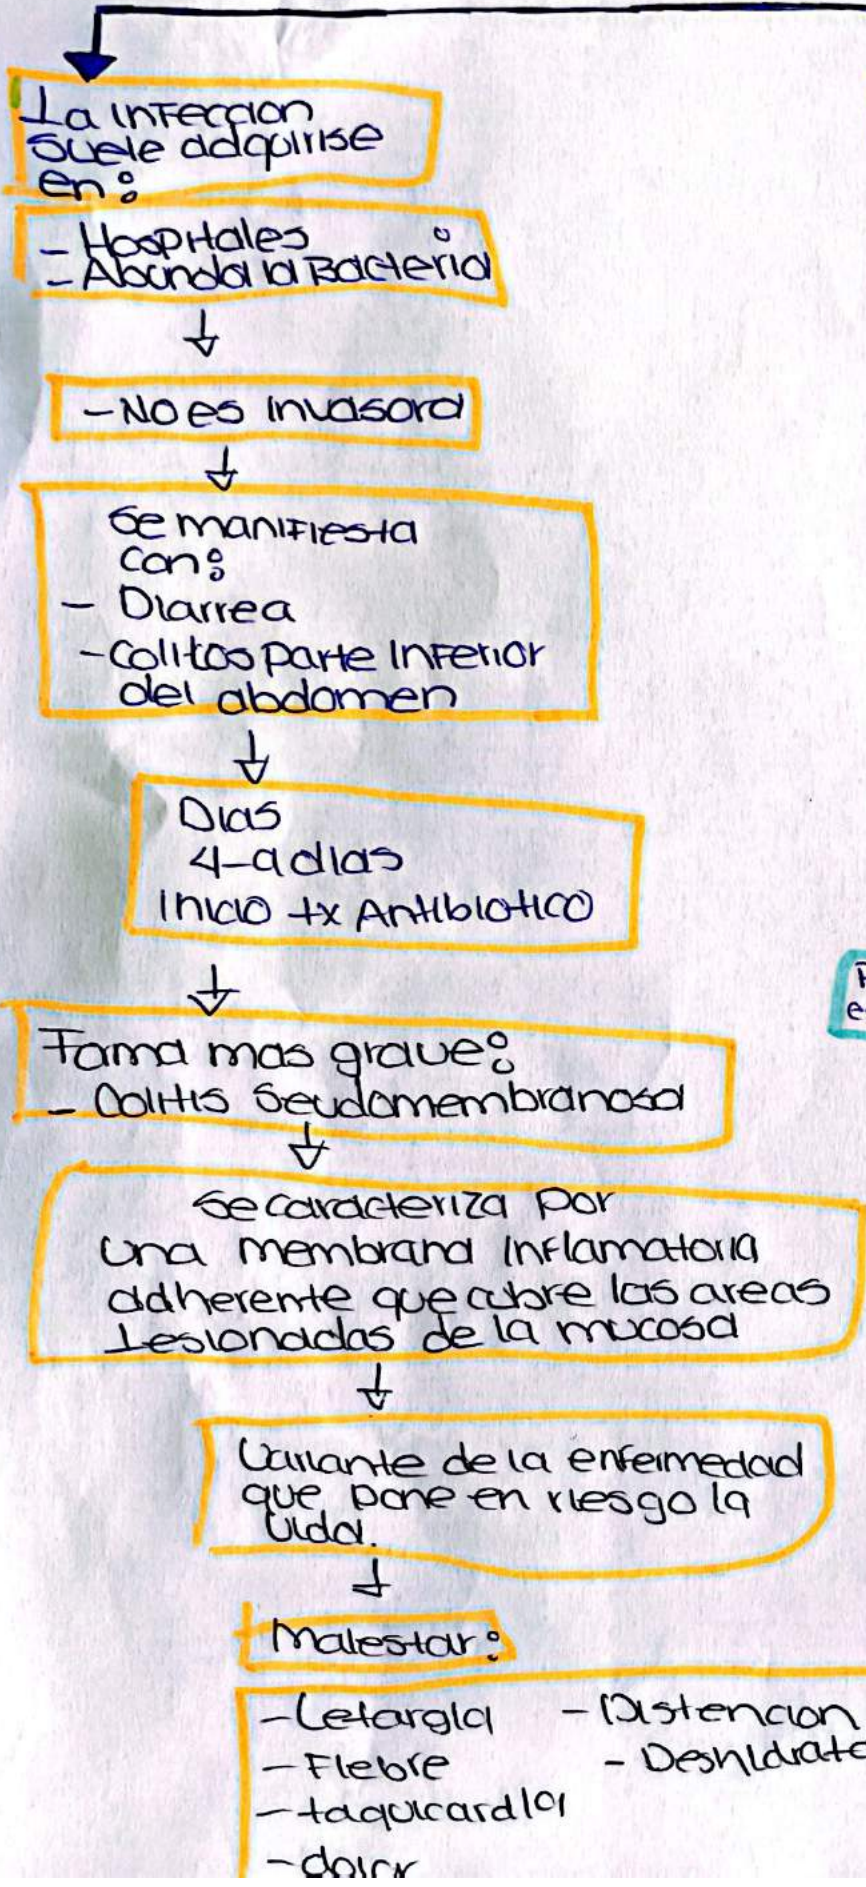 La infeccion
suele adquirise
en:
- Hospitales
- Abunda la Bacteria
- No es invasora
Se manifiesta
con:
- Diarrea
- Colitos parte inferior
del abdomen
Dias
4-9 dias
Inicio tx Antibiotico
Foma mas grave:
- Colitis Seudomembranosa
Se caracteriza por
una membrana inflamatoria
adherente que cubre las areas
Lesionadas de la mucosa
Variante de la enfermedad
que pone en riesgo la
vida.
Malestar:
- Letargia - Distencion
- Fiebre - Deshidrata
- taquicardia
- dolor